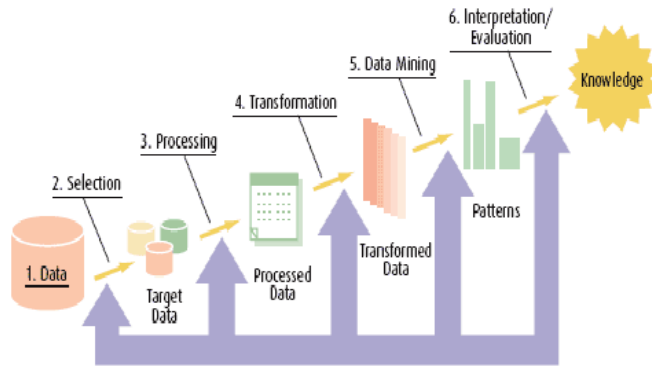 6. Interpretation/
Evaluation
5. Data Mining
Knowledge
4. Transformation
3. Processing
2. Selection
Patterns
1. Data
Transformed
Data
Processed
Data
Target
Data